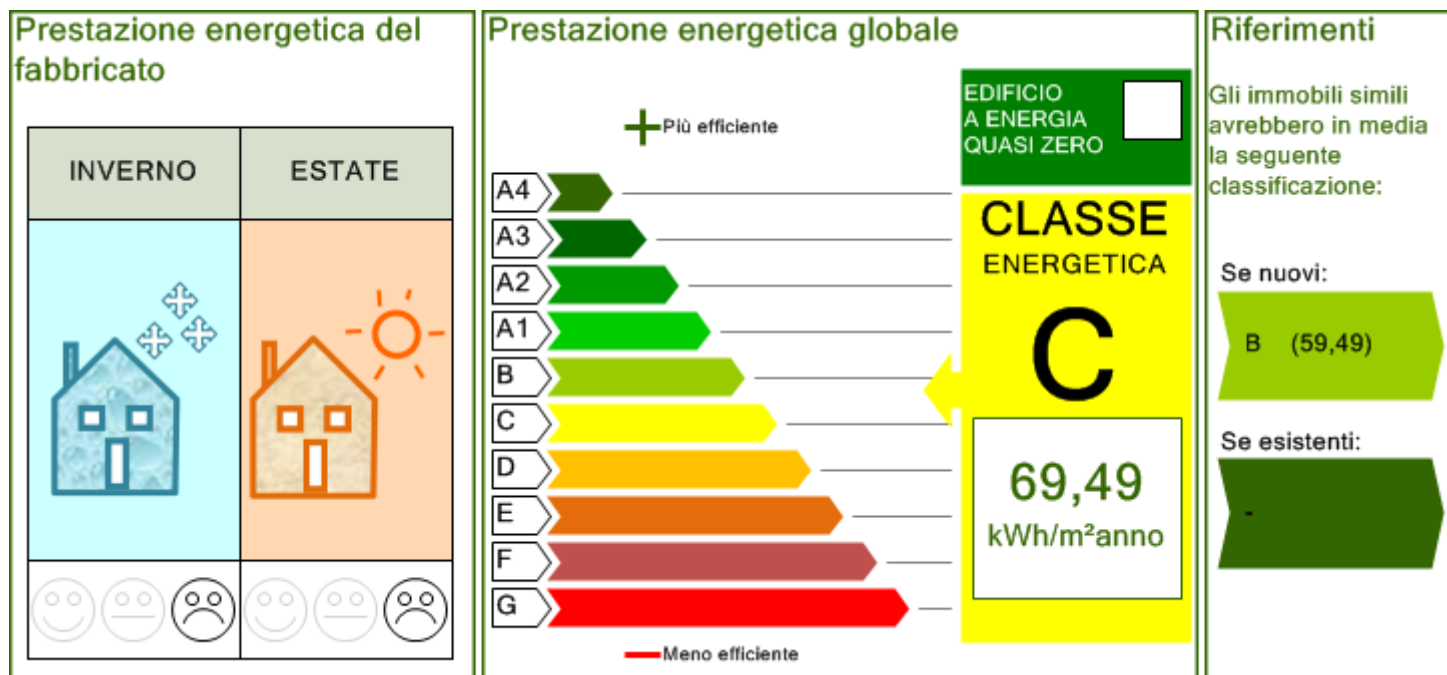 Prestazione energetica del
fabbricato
INVERNO
ESTATE
Prestazione energetica globale
Più efficiente
A4
A3
A2
A1
B
C
D
E
F
G
Meno efficiente
EDIFICIO
A ENERGIA
QUASI ZERO
CLASSE
ENERGETICA
C
69,49
kWh/m²anno
Riferimenti
Gli immobili simili
avrebbero in media
la seguente
classificazione:
Se nuovi:
B (59,49)
Se esistenti:
-